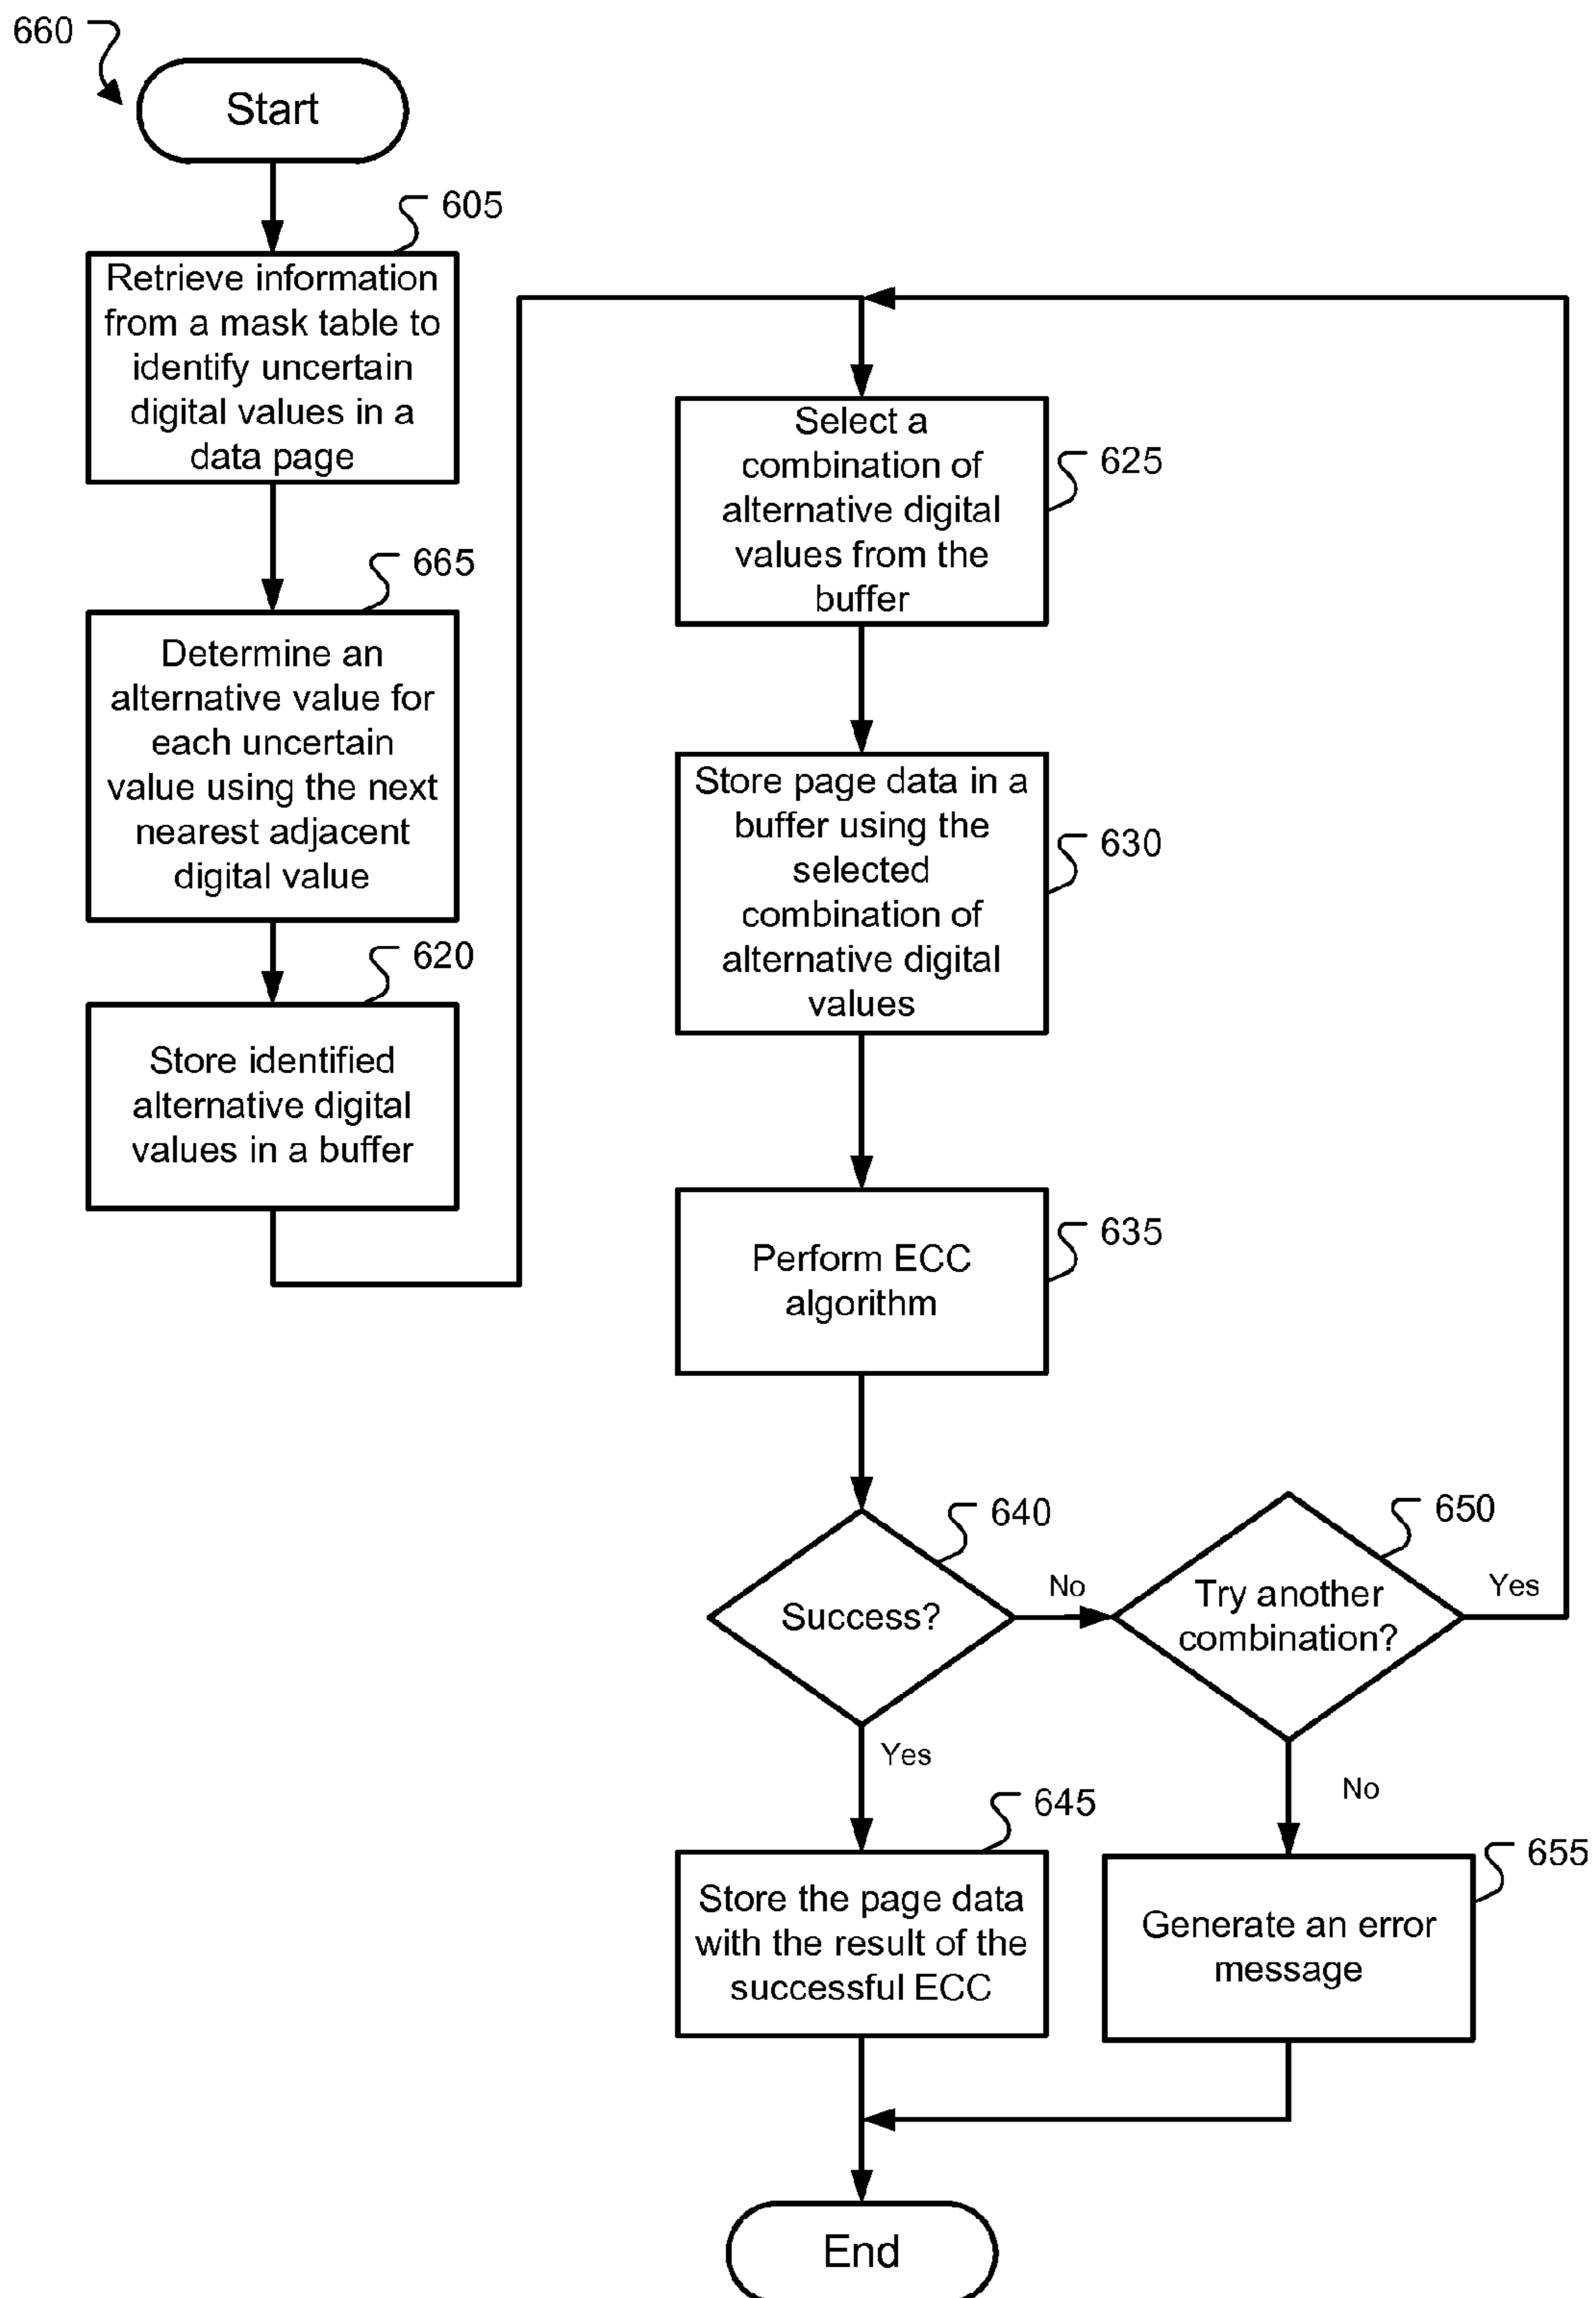 660
Start
605
Retrieve information
from a mask table to
identify uncertain
digital values in a
data page
665
Determine an
alternative value for
each uncertain
value using the next
nearest adjacent
digital value
620
Store identified
alternative digital
values in a buffer
625
Select a
combination of
alternative digital
values from the
buffer
630
Store page data in a
buffer using the
selected
combination of
alternative digital
values
635
Perform ECC
algorithm
640
Success?
No
650
Try another
combination?
Yes
Yes
No
645
Store the page data
with the result of the
successful ECC
655
Generate an error
message
End